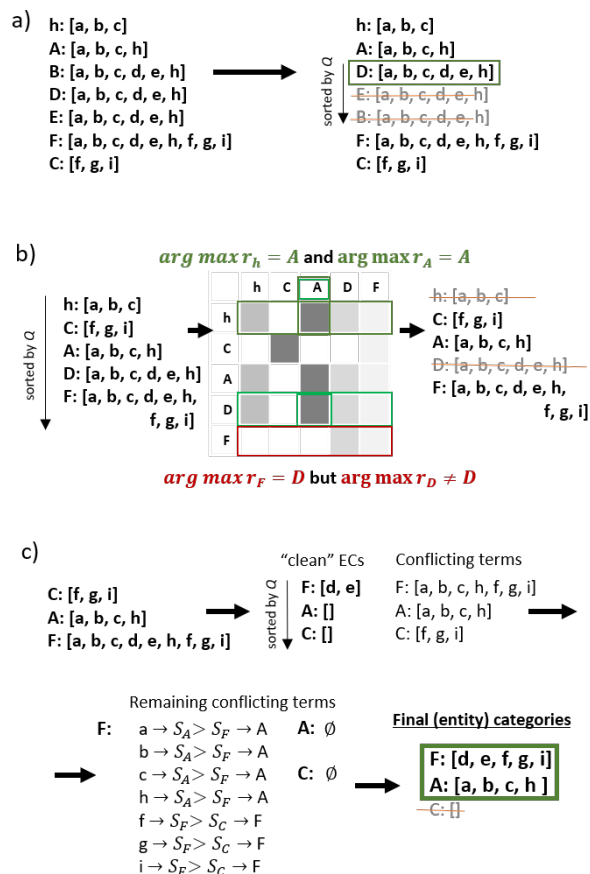 a)
h: [a, b, c]
A: [a, b, c, h]
B: [a, b, c, d, e, h]
D: [a, b, c, d, e, h]
E: [a, b, c, d, e, h]
F: [a, b, c, d, e, h, f, g, i]
C: [f, g, i]
sorted by Q
h: [a, b, c]
A: [a, b, c, h]
D: [a, b, c, d, e, h]
E: [a, b, c, d, e, h]
B: [a, b, c, d, e, h]
F: [a, b, c, d, e, h, f, g, i]
C: [f, g, i]
b)
arg max r_h = A and arg max r_A = A
sorted by Q
h: [a, b, c]
C: [f, g, i]
A: [a, b, c, h]
D: [a, b, c, d, e, h]
F: [a, b, c, d, e, h,
f, g, i]
h C A D F
h
C
A
D
F
h: [a, b, c]
C: [f, g, i]
A: [a, b, c, h]
D: [a, b, c, d, e, h]
F: [a, b, c, d, e, h,
f, g, i]
arg max r_F = D but arg max r_D ≠ D
c)
C: [f, g, i]
A: [a, b, c, h]
F: [a, b, c, d, e, h, f, g, i]
“clean” ECs
sorted by Q
F: [d, e]
A: []
C: []
Conflicting terms
F: [a, b, c, h, f, g, i]
A: [a, b, c, h]
C: [f, g, i]
Remaining conflicting terms
F: a → S_A > S_F → A
b → S_A > S_F → A
c → S_A > S_F → A
h → S_A > S_F → A
f → S_F > S_C → F
g → S_F > S_C → F
i → S_F > S_C → F
A: ∅
C: ∅
Final (entity) categories
F: [d, e, f, g, i]
A: [a, b, c, h ]
C: []